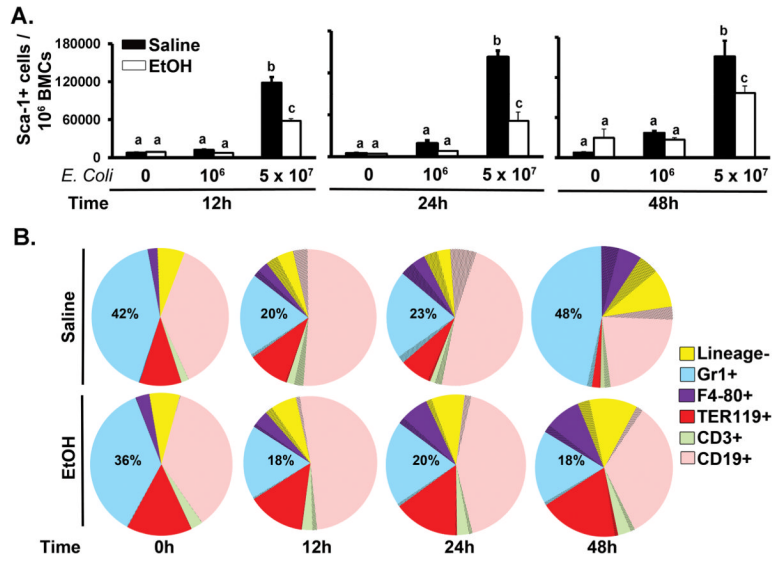 A.
Sca-1+ cells /
10⁶ BMCs
180000
120000
60000
0
Saline
EtOH
a a a a b c
a a a a b c
a a a a b c
E. Coli 0 10⁶ 5 x 10⁷ 0 10⁶ 5 x 10⁷ 0 10⁶ 5 x 10⁷
Time 12h 24h 48h
B.
Saline
42% 20% 23% 48%
EtOH
36% 18% 20% 18%
Lineage-
Gr1+
F4-80+
TER119+
CD3+
CD19+
Time 0h 12h 24h 48h